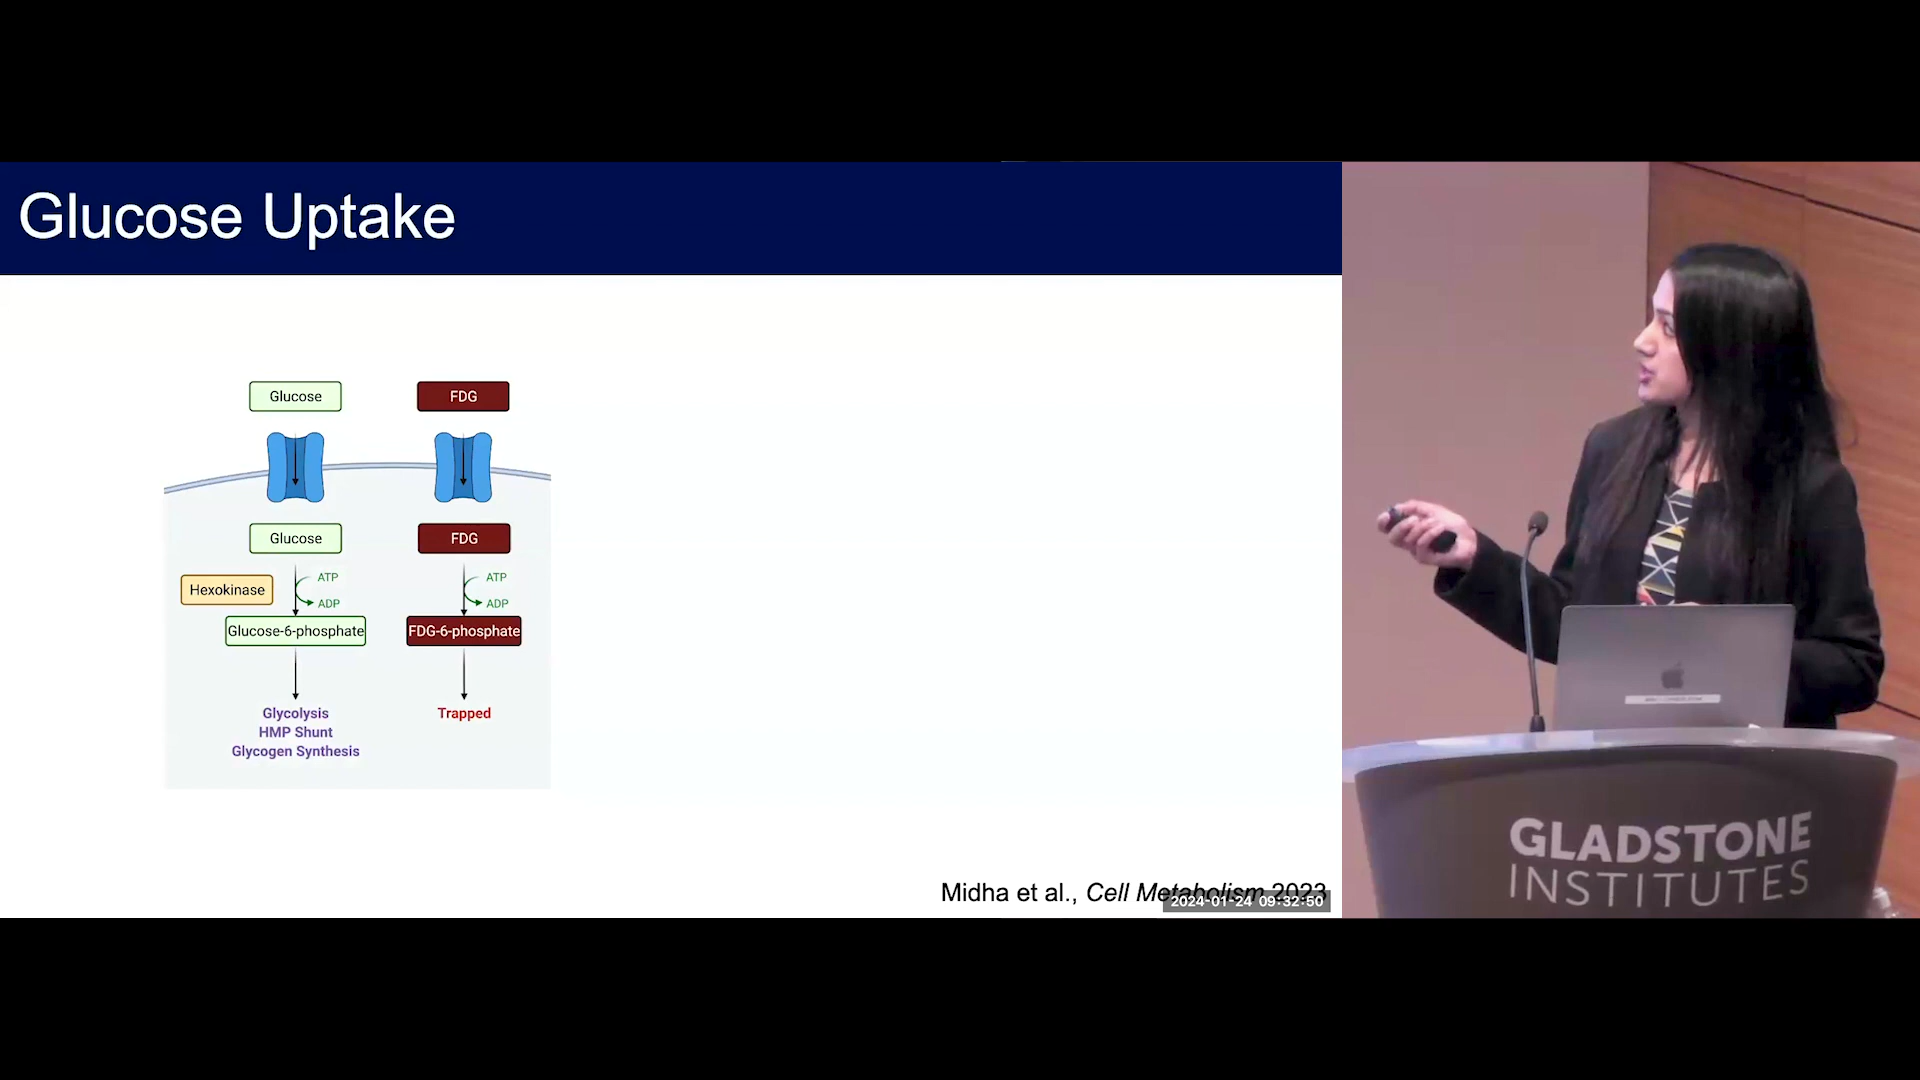 Glucose Uptake
Glucose
FDG
Glucose
FDG
Hexokinase
ATP
ADP
ATP
ADP
Glucose-6-phosphate
FDG-6-phosphate
Glycolysis
HMP Shunt
Glycogen Synthesis
Trapped
Midha et al., Cell Metabolism 2023
2024-01-24 09:32:50
GLADSTONE
INSTITUTES